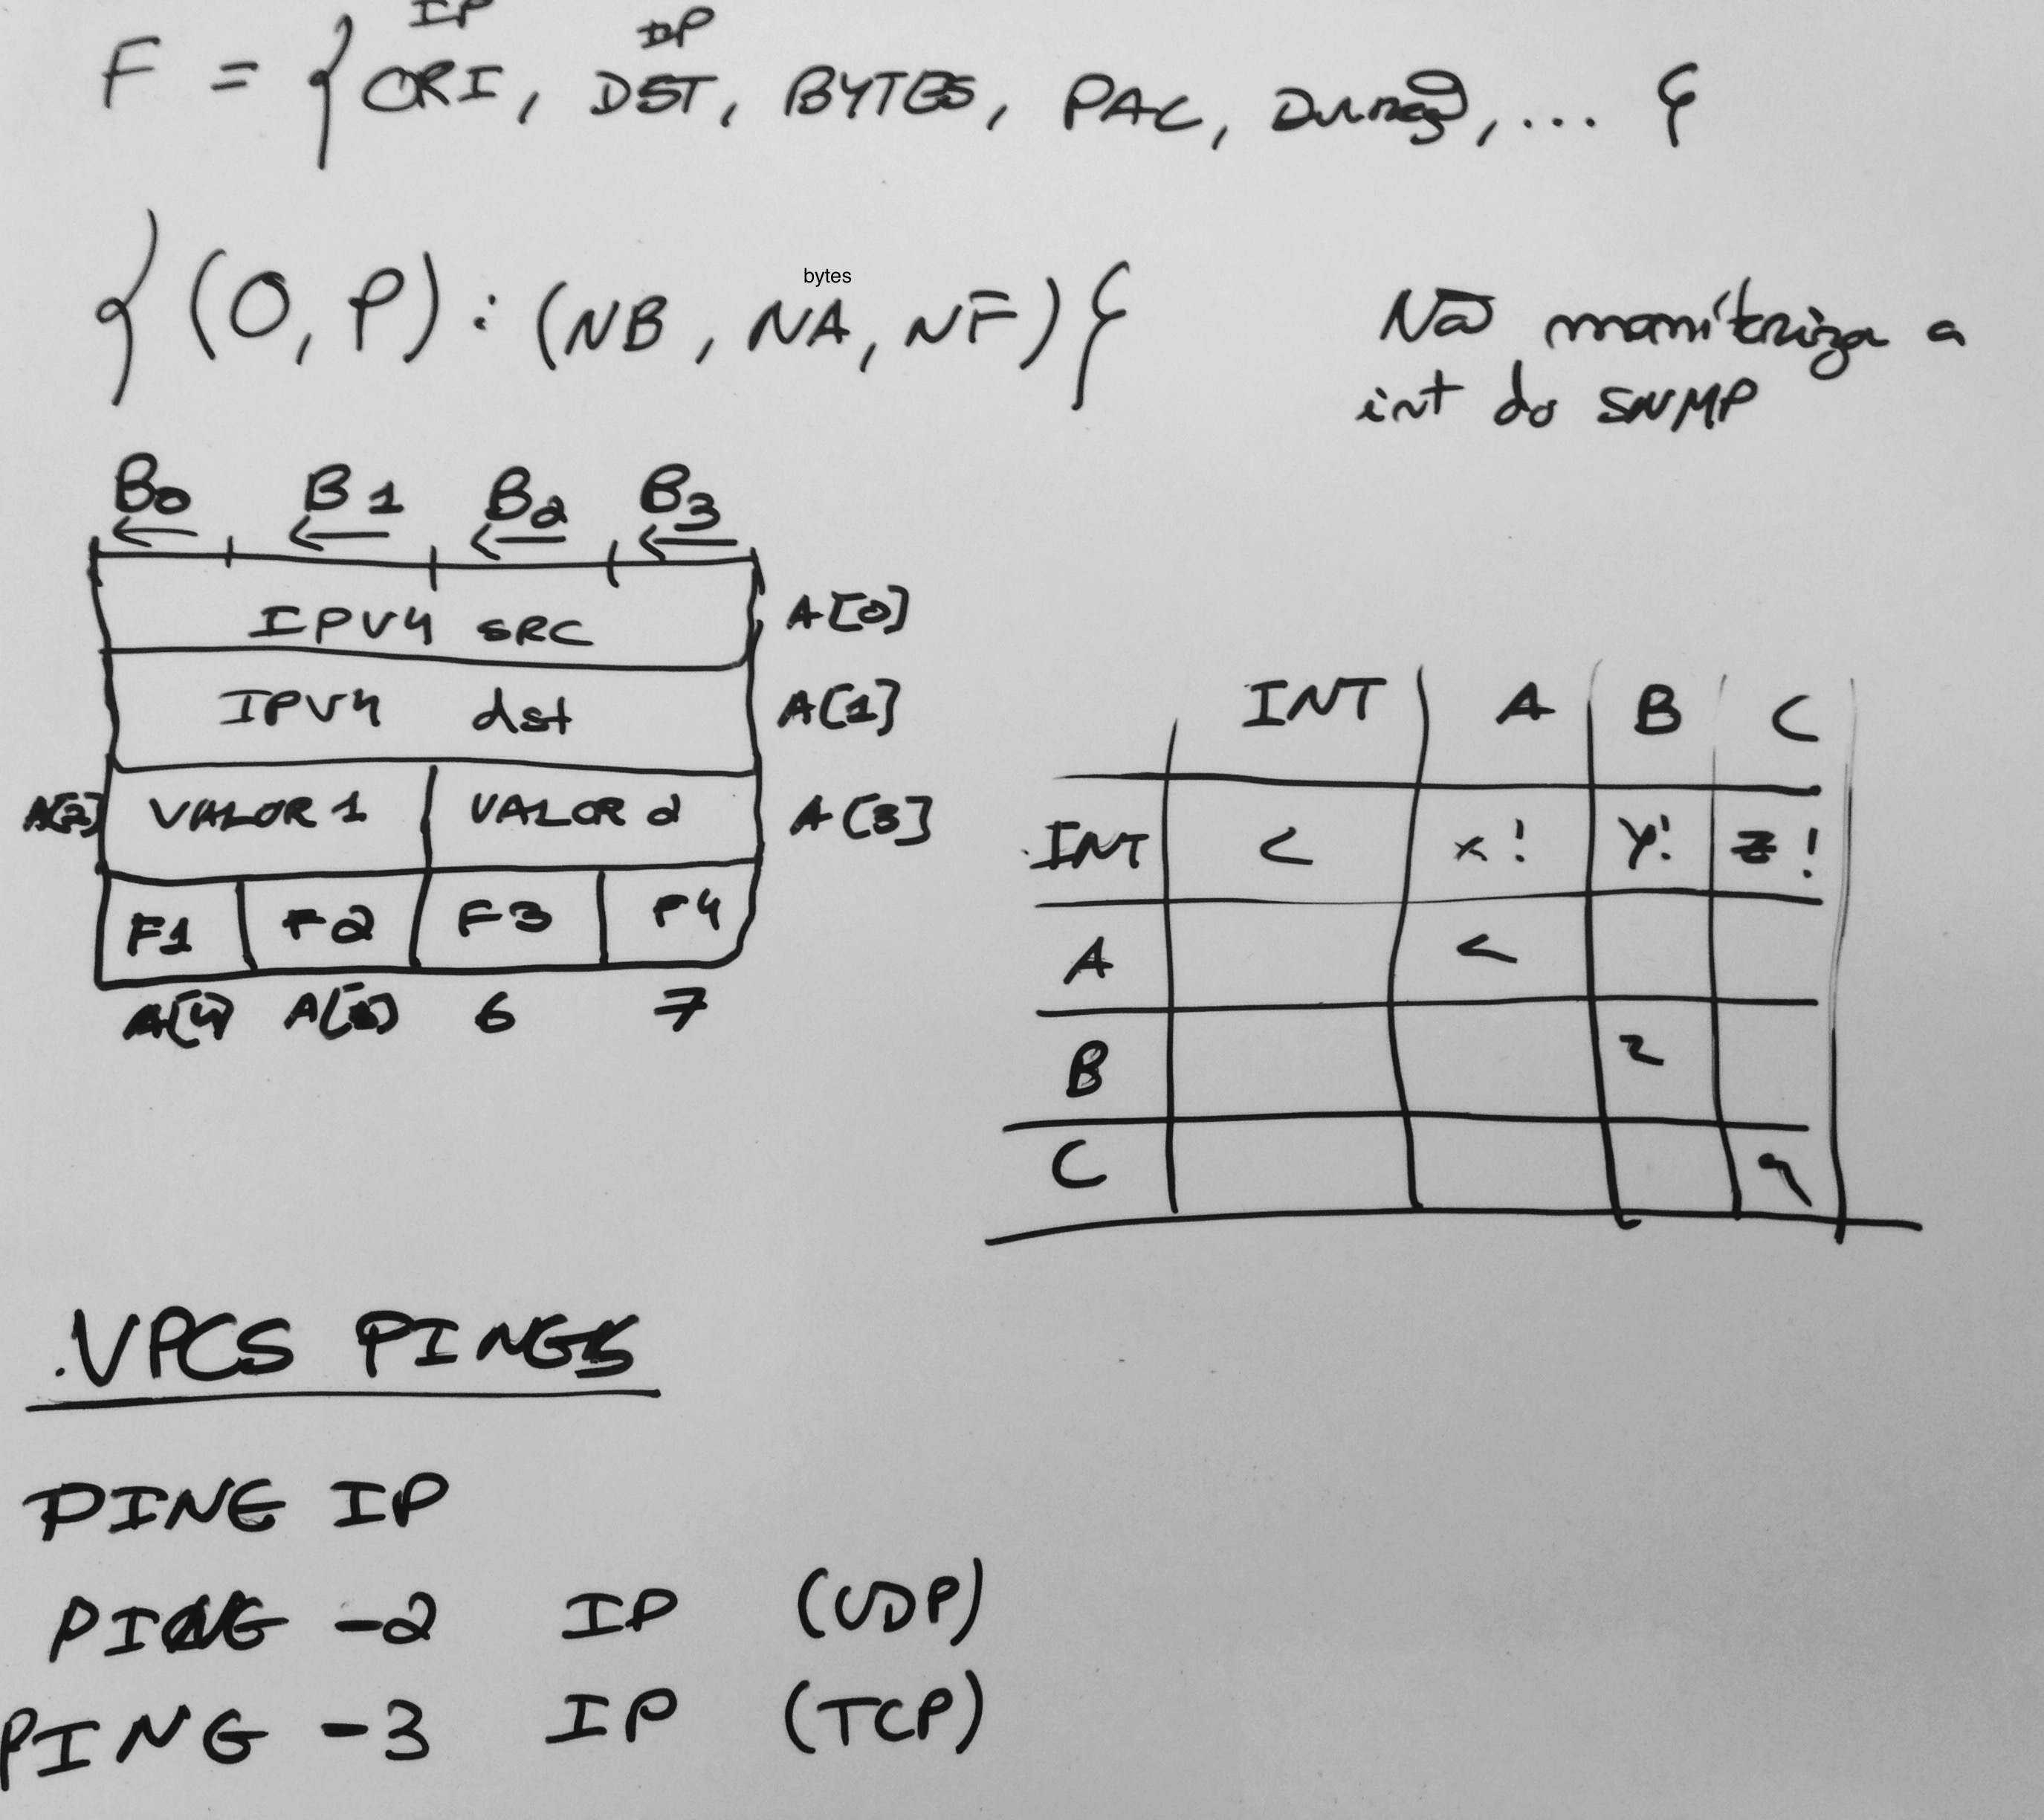 IP IP
F = { ORI, DST, BYTES, PAC, Duração, ... }
bytes
{ (O, P) : (NB, NA, NF) }
Não monitoriza a
int do SNMP
B0 B1 B2 B3
IPV4 SRC A[0]
IPV4 dst A[1]
A[2] VALOR 1 VALOR 2 A[3]
F1 F2 F3 F4
A[4] A[5] 6 7
INT A B C
INT < x! Y! Z!
A <
B
C
.VPCS PINGS
PING IP
PING -2 IP (UDP)
PING -3 IP (TCP)